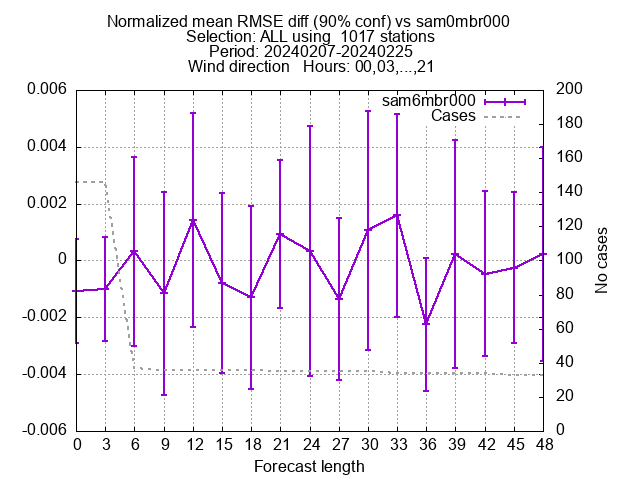 Normalized mean RMSE diff (90% conf) vs sam0mbr000
Selection: ALL using  1017 stations
Period: 20240207-20240225
Wind direction   Hours: 00,03,...,21
sam6mbr000
Cases
0.006
0.004
0.002
0
-0.002
-0.004
-0.006
200
180
160
140
120
100
80
60
40
20
0
No cases
0 3 6 9 12 15 18 21 24 27 30 33 36 39 42 45 48
Forecast length